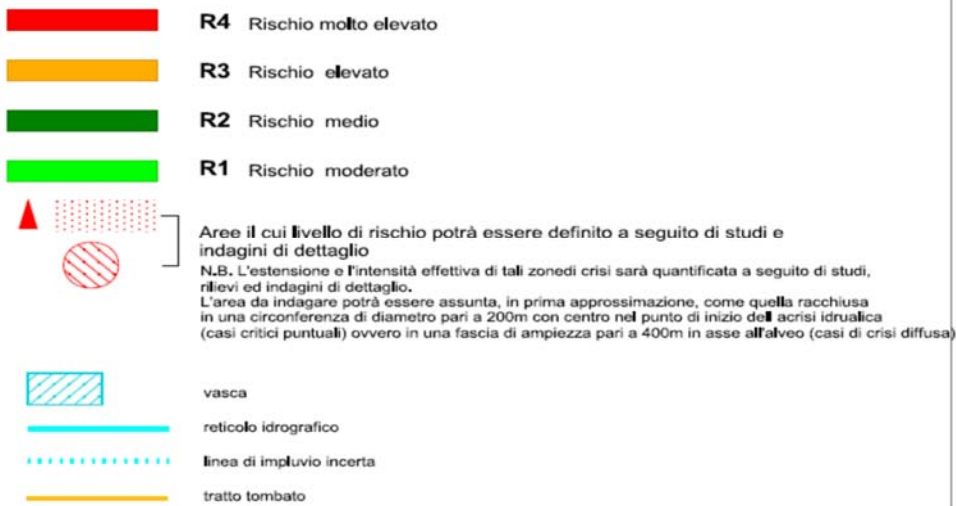 R4 Rischio molto elevato
R3 Rischio elevato
R2 Rischio medio
R1 Rischio moderato
Aree il cui livello di rischio potrà essere definito a seguito di studi e
indagini di dettaglio
N.B. L'estensione e l'intensità effettiva di tali zonedi crisi sarà quantificata a seguito di studi,
rilievi ed indagini di dettaglio.
L'area da indagare potrà essere assunta, in prima approssimazione, come quella racchiusa
in una circonferenza di diametro pari a 200m con centro nel punto di inizio dell acrisi idrualica
(casi critici puntuali) ovvero in una fascia di ampiezza pari a 400m in asse all'alveo (casi di crisi diffusa)
vasca
reticolo idrografico
linea di impluvio incerta
tratto tombato